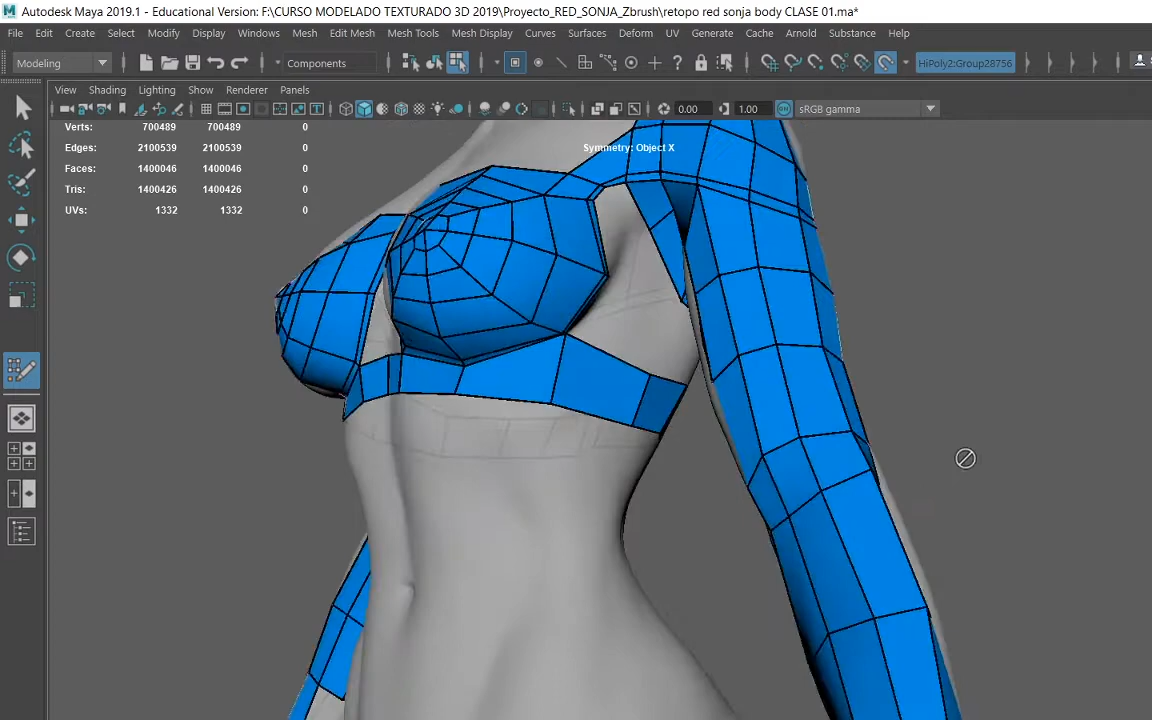 Autodesk Maya 2019.1 - Educational Version: F:\CURSO MODELADO TEXTURADO 3D 2019\Proyecto_RED_SONJA_Zbrush\retopo red sonja body CLASE 01.ma*
File Edit Create Select Modify Display Windows Mesh Edit Mesh Mesh Tools Mesh Display Curves Surfaces Deform UV Generate Cache Arnold Substance Help
Modeling Components HiPoly2:Group28756
View Shading Lighting Show Renderer Panels
0.00 1.00 sRGB gamma
Verts: 700489 700489 0
Edges: 2100539 2100539 0
Symmetry: Object X
Faces: 1400046 1400046 0
Tris: 1400426 1400426 0
UVs: 1332 1332 0